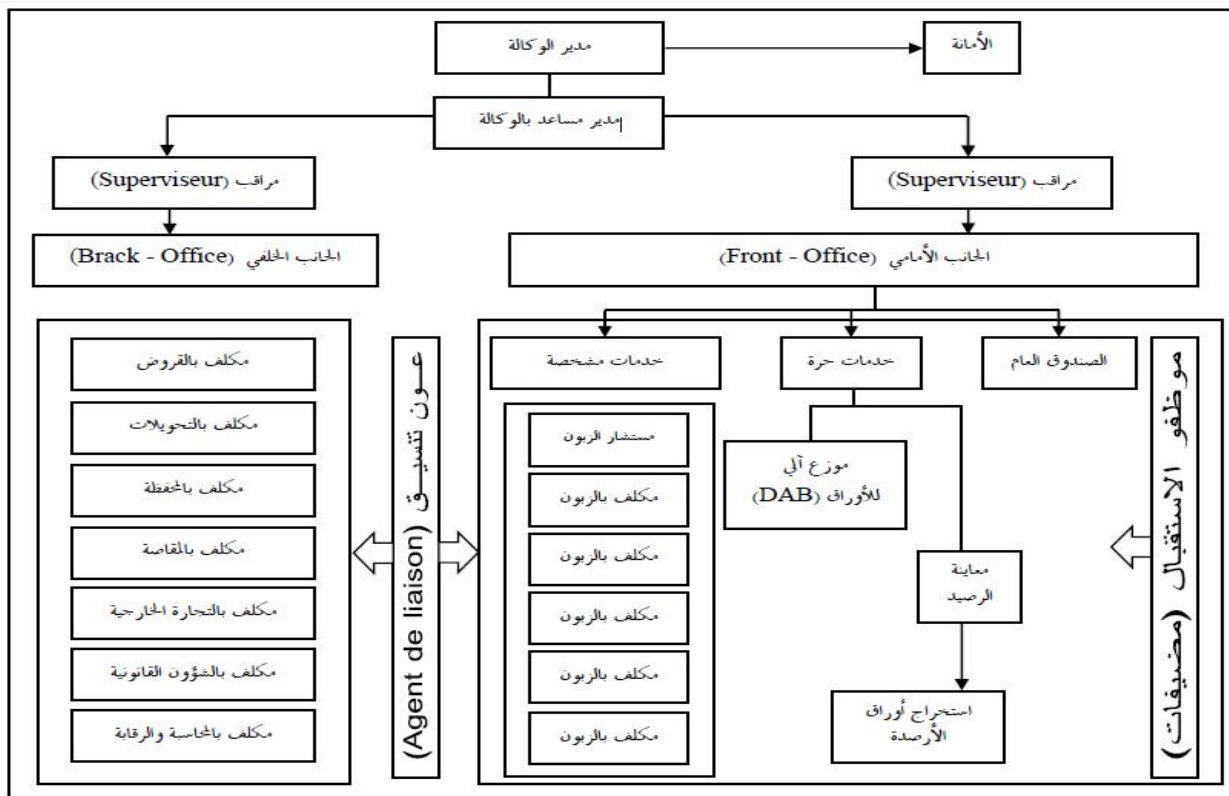 مدير الوكالة
الأمانة
مدير مساعد بالوكالة
مراقب (Superviseur)
مراقب (Superviseur)
الجانب الأمامي (Front - Office)
الجانب الخلفي (Brack - Office)
موظفو الاستقبال (مضيفات)
الصندوق العام
خدمات حرة
خدمات مشخصة
موزع آلي
للأوراق (DAB)
معاينة
الرصيد
استخراج أوراق
الأرصدة
مستشار الزبون
مكلف بالزبون
مكلف بالزبون
مكلف بالزبون
مكلف بالزبون
مكلف بالزبون
عـــون تنسيـــق (Agent de liaison)
مكلف بالقروض
مكلف بالتحويلات
مكلف بالمحفظة
مكلف بالمقاصة
مكلف بالتجارة الخارجية
مكلف بالشؤون القانونية
مكلف بالمحاسبة والرقابة